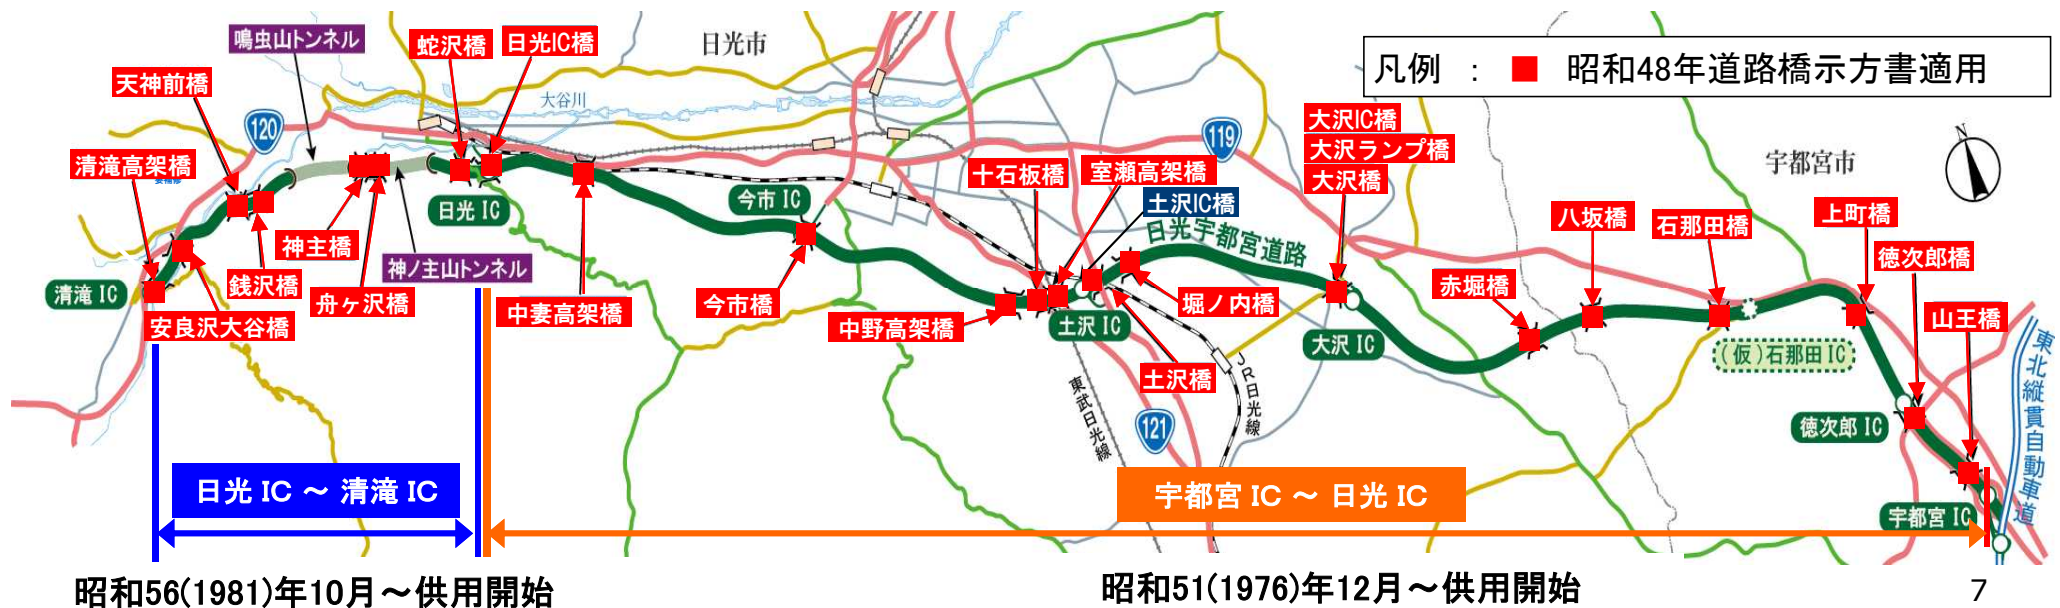 鳴虫山トンネル
蛇沢橋
日光IC橋
日光市
凡例 : 昭和48年道路橋示方書適用
天神前橋
大谷川
120
119
大沢IC橋
大沢ランプ橋
大沢橋
宇都宮市
N
清滝高架橋
十石板橋
室瀬高架橋
土沢IC橋
日光 IC
今市 IC
日光宇都宮道路
八坂橋
石那田橋
上町橋
徳次郎橋
神主橋
神ノ主山トンネル
銭沢橋
舟ヶ沢橋
清滝 IC
安良沢大谷橋
中妻高架橋
今市橋
中野高架橋
土沢 IC
堀ノ内橋
赤堀橋
山王橋
大沢 IC
(仮)石那田 IC
土沢橋
東武日光線
JR日光線
121
徳次郎 IC
東北縦貫自動車道
日光 IC ～ 清滝 IC
宇都宮 IC ～ 日光 IC
宇都宮 IC
昭和56(1981)年10月～供用開始
昭和51(1976)年12月～供用開始
7